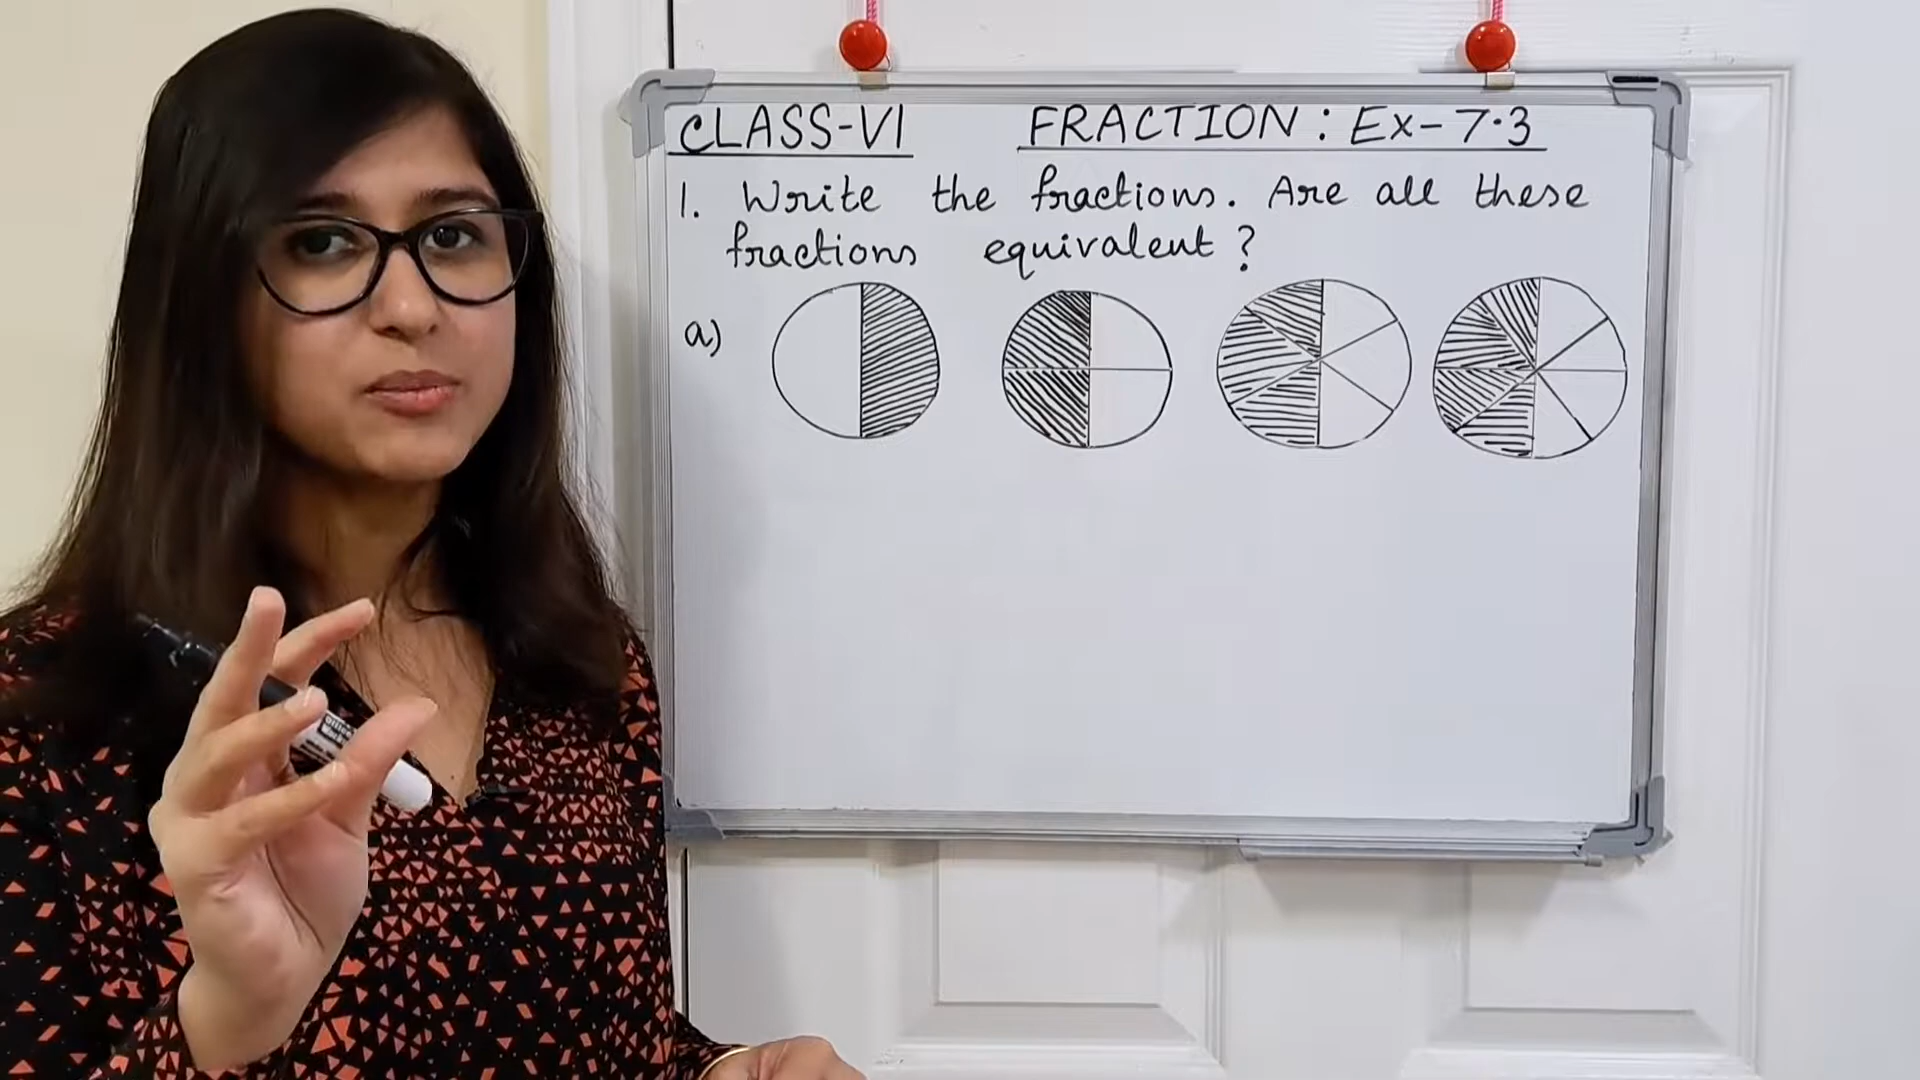 CLASS-VI FRACTION : Ex-7.3
1. Write the fractions. Are all these
fractions equivalent ?
a)